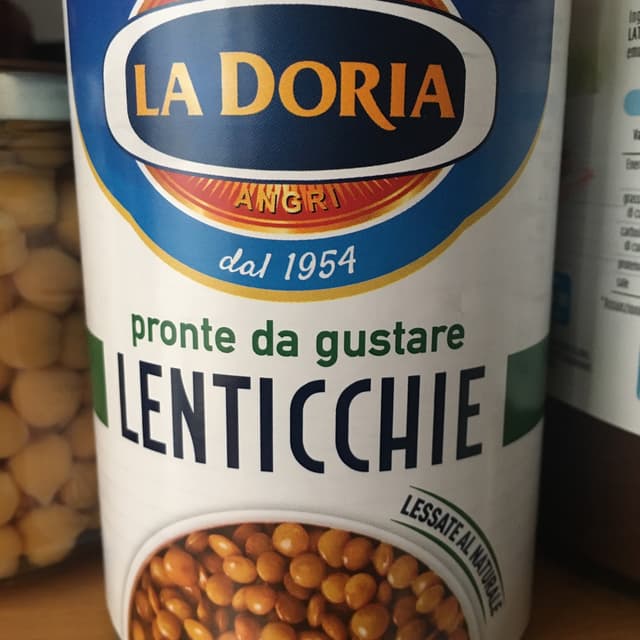 LA DORIA
ANGRI
dal 1954
pronte da gustare
LENTICCHIE
LESSATE AL NATURALE